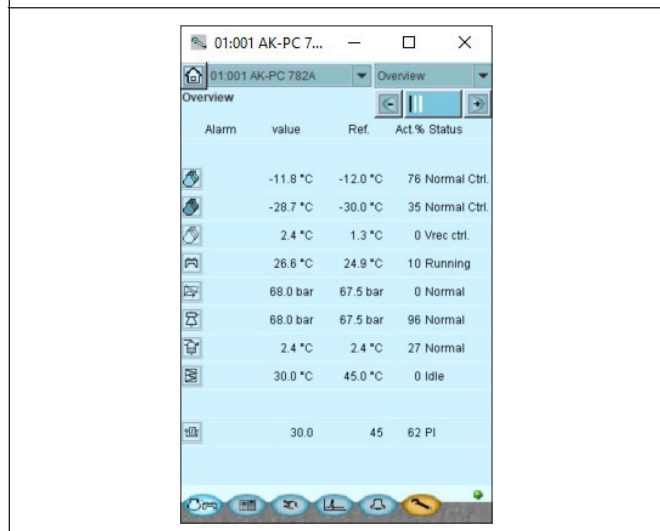 01:001 AK-PC 7...
01:001 AK-PC 782A Overview
Overview
Alarm value Ref. Act.% Status
-11.8 °C -12.0 °C 76 Normal Ctrl.
-28.7 °C -30.0 °C 35 Normal Ctrl.
2.4 °C 1.3 °C 0 Vrec ctrl.
26.6 °C 24.9 °C 10 Running
68.0 bar 67.5 bar 0 Normal
68.0 bar 67.5 bar 96 Normal
2.4 °C 2.4 °C 27 Normal
30.0 °C 45.0 °C 0 Idle
30.0 45 62 PI